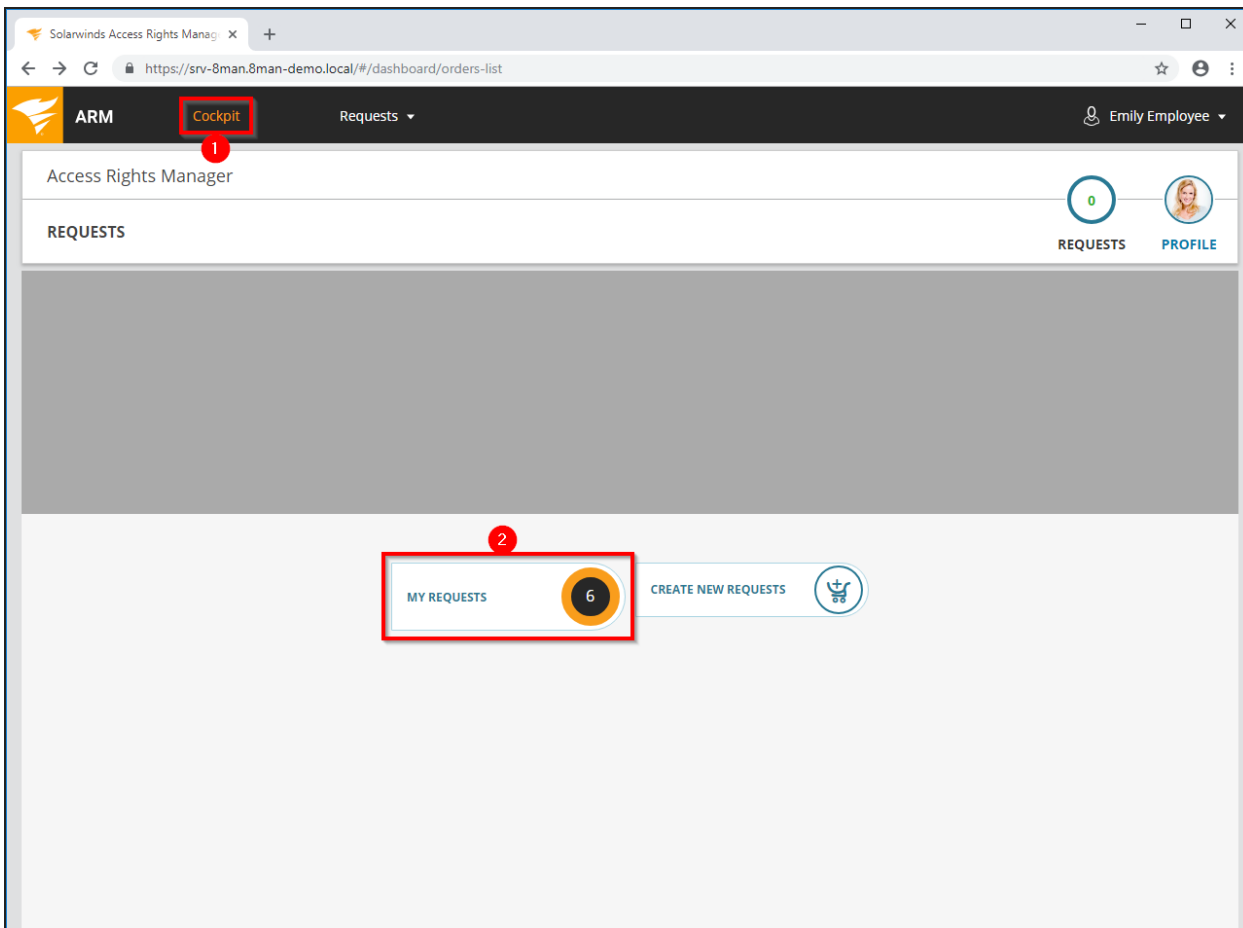 Solarwinds Access Rights Manag
https://srv-8man.8man-demo.local/#/dashboard/orders-list
ARM Cockpit Requests Emily Employee
1
Access Rights Manager
0
REQUESTS
REQUESTS PROFILE
2
MY REQUESTS 6 CREATE NEW REQUESTS